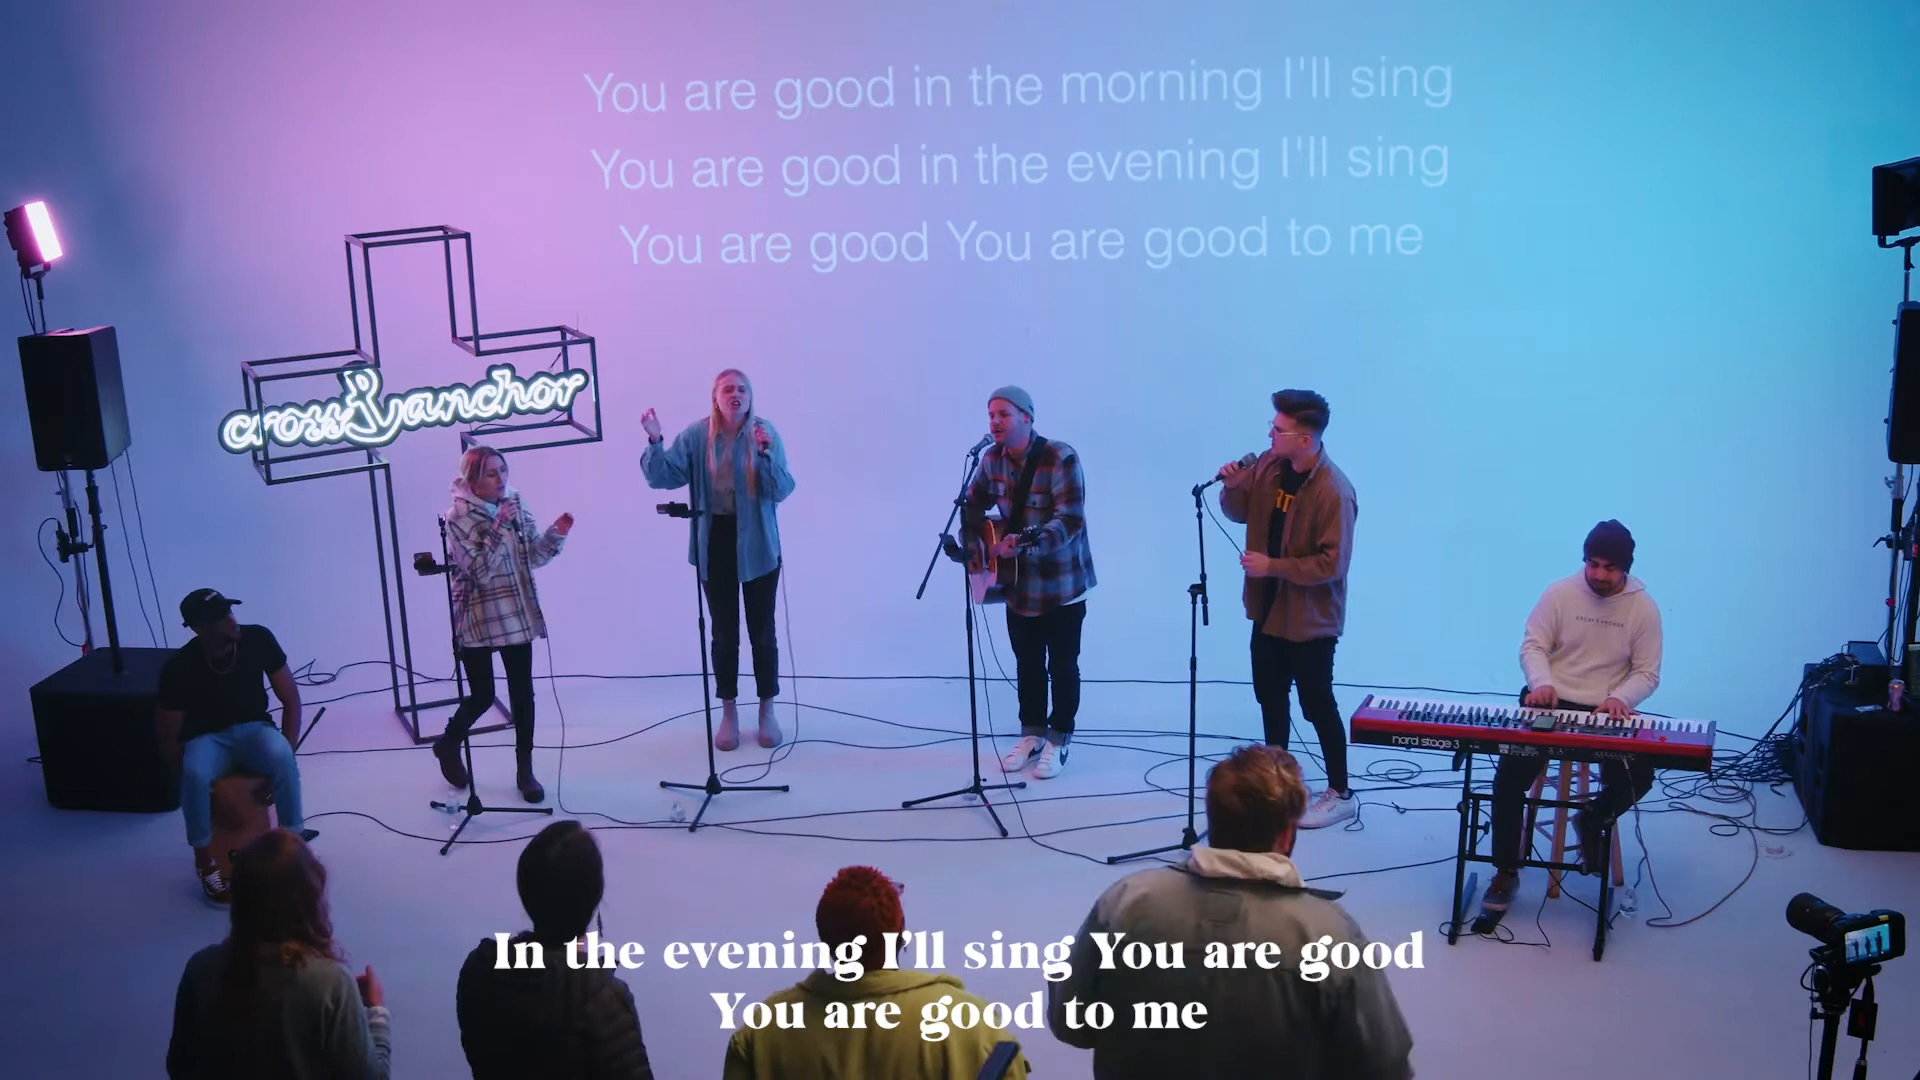 You are good in the morning I'll sing
You are good in the evening I'll sing
You are good You are good to me
cross anchor
nord stage 3
In the evening I'll sing You are good
You are good to me